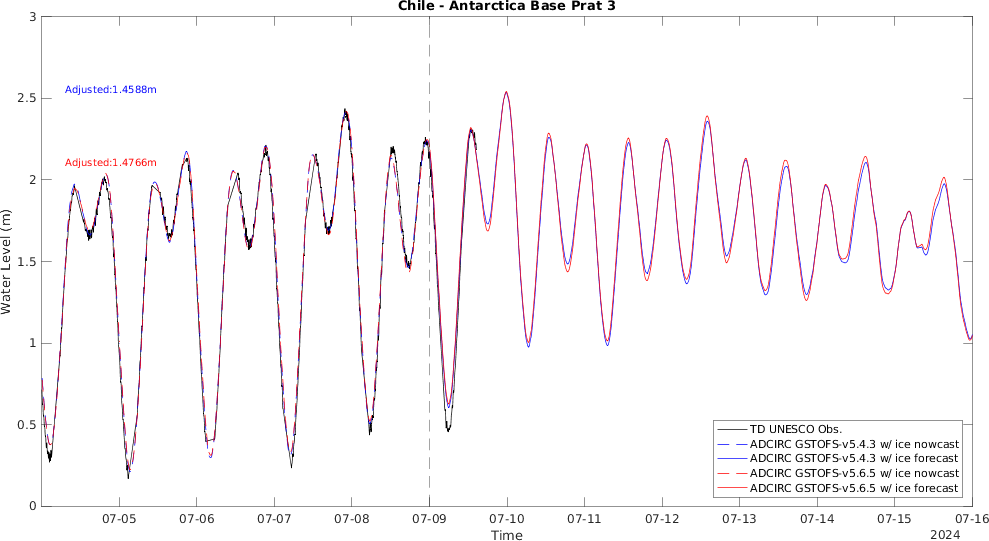 Chile - Antarctica Base Prat 3
Adjusted:1.4588m
Adjusted:1.4766m
Water Level (m)
3
2.5
2
1.5
1
0.5
0
07-05 07-06 07-07 07-08 07-09 07-10 07-11 07-12 07-13 07-14 07-15 07-16
Time
2024
TD UNESCO Obs.
ADCIRC GSTOFS-v5.4.3 w/ ice nowcast
ADCIRC GSTOFS-v5.4.3 w/ ice forecast
ADCIRC GSTOFS-v5.6.5 w/ ice nowcast
ADCIRC GSTOFS-v5.6.5 w/ ice forecast